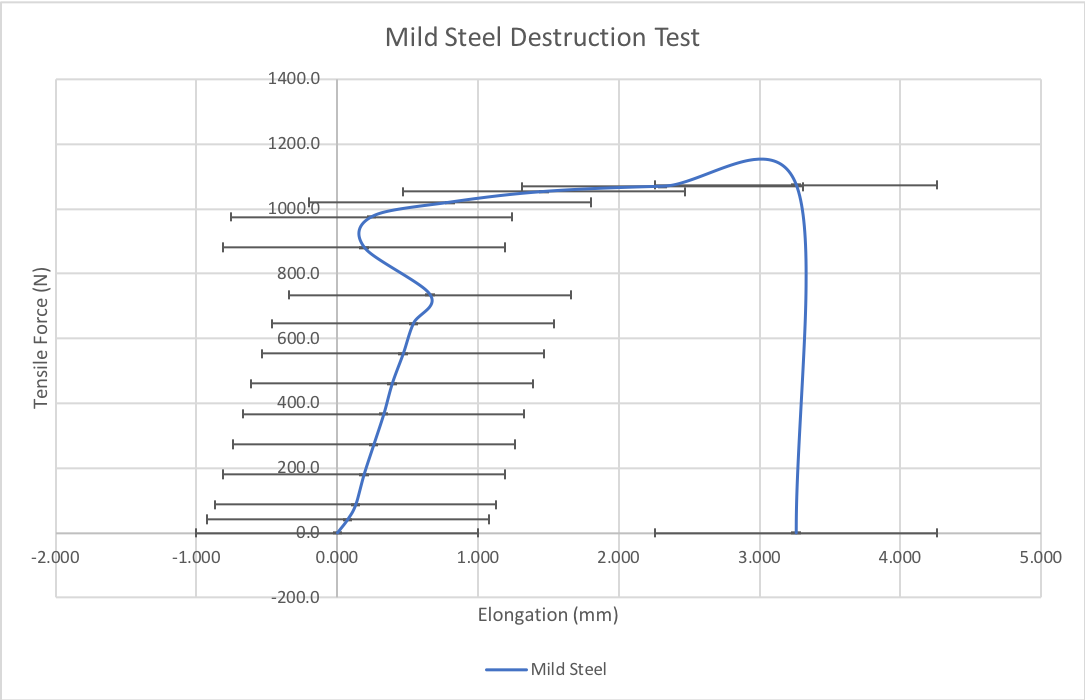 Mild Steel Destruction Test
1400.0
1200.0
1000.0
800.0
600.0
400.0
200.0
0.0
-200.0
-2.000 -1.000 0.000 1.000 2.000 3.000 4.000 5.000
Tensile Force (N)
Elongation (mm)
Mild Steel